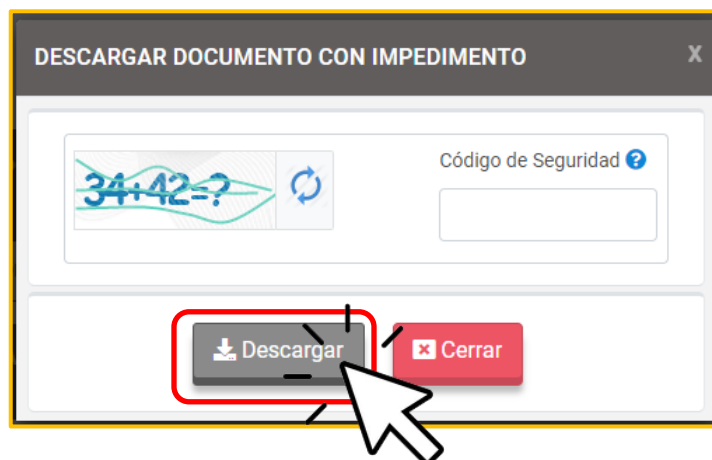 DESCARGAR DOCUMENTO CON IMPEDIMENTO X
Código de Seguridad ?
34+42=?
Descargar
x Cerrar